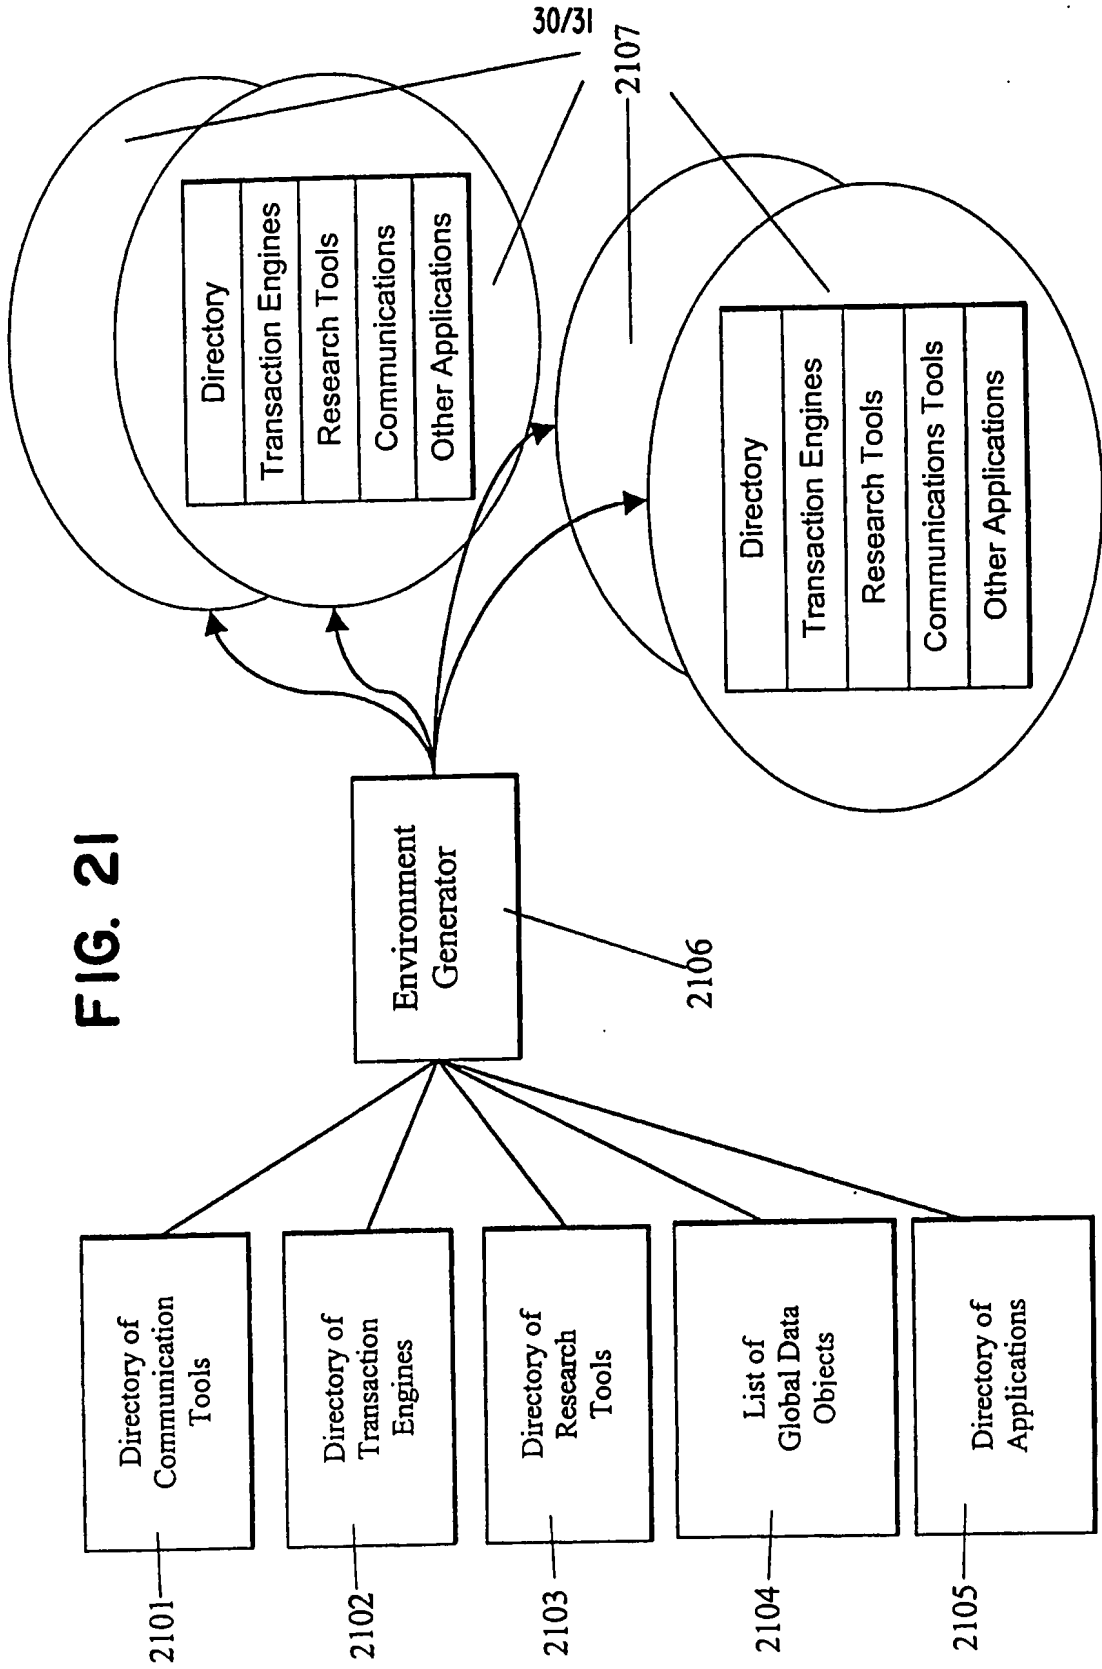 30/31
FIG. 21
2101
Directory of
Communication
Tools
2102
Directory of
Transaction
Engines
2103
Directory of
Research
Tools
2104
List of
Global Data
Objects
2105
Directory of
Applications
Environment
Generator
2106
Directory
Transaction Engines
Research Tools
Communications
Other Applications
2107
Directory
Transaction Engines
Research Tools
Communications Tools
Other Applications